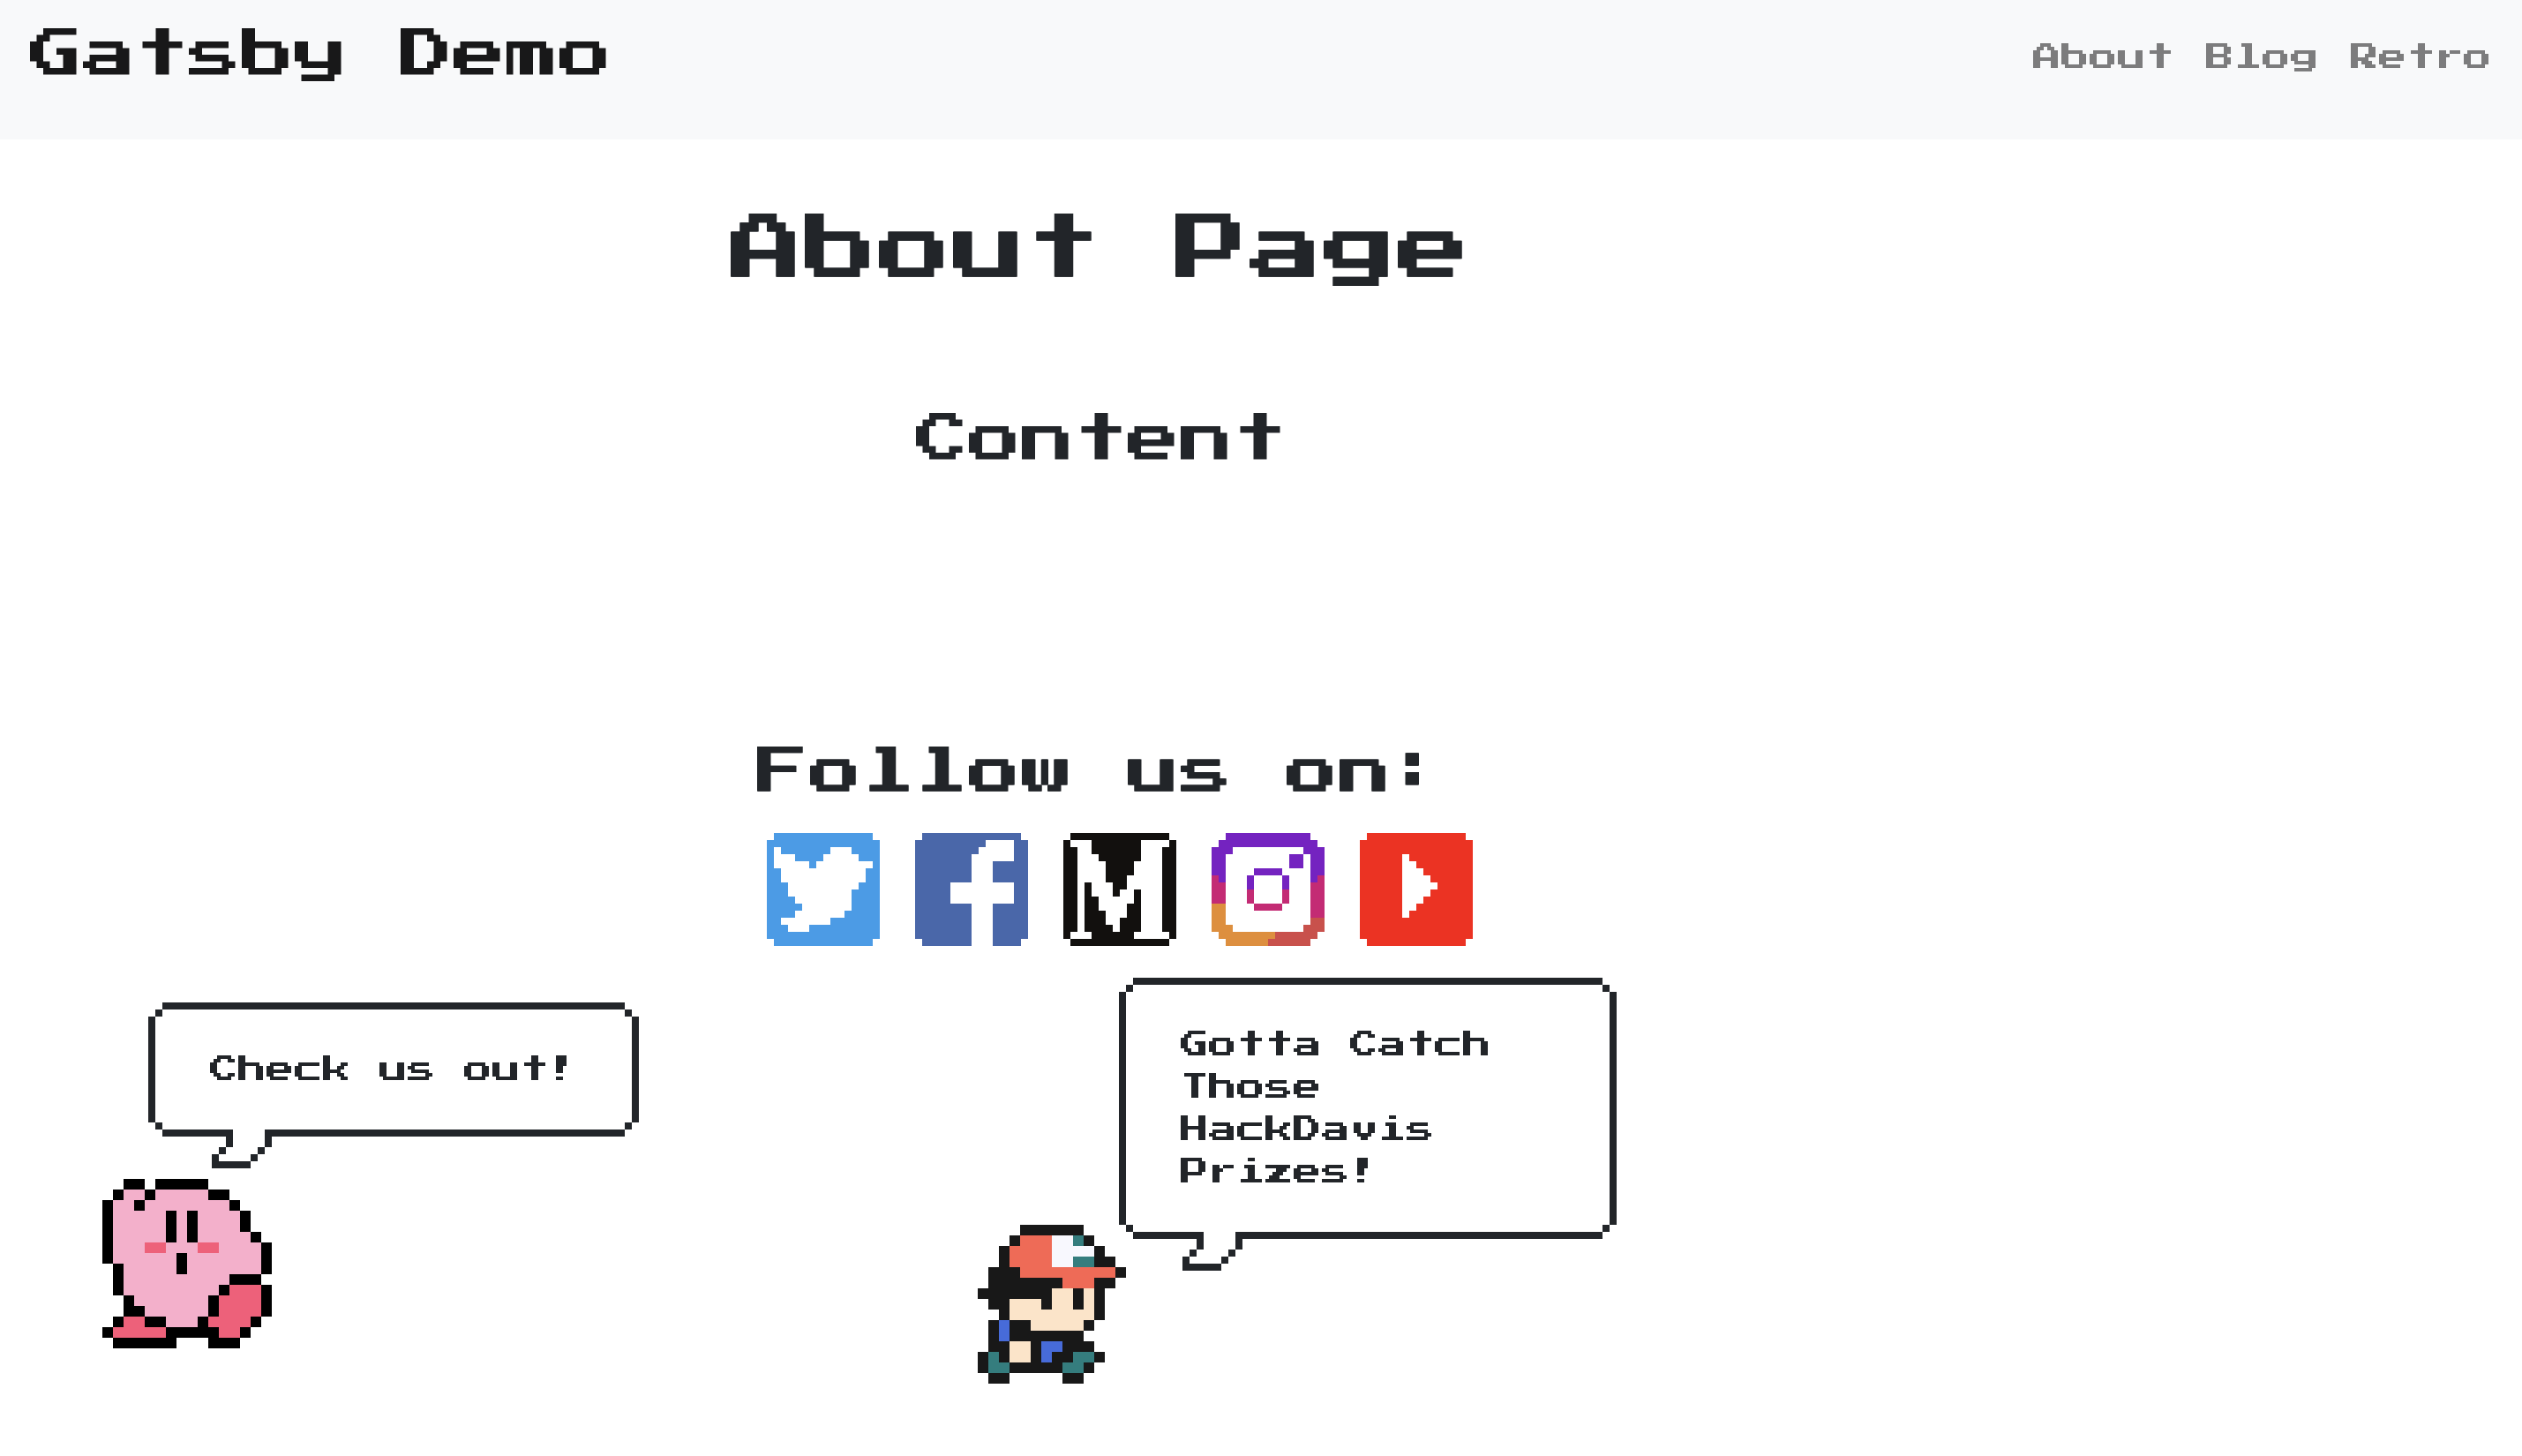 Gatsby Demo
About Blog Retro
About Page
Content
Follow us on:
Check us out!
Gotta Catch
Those
HackDavis
Prizes!